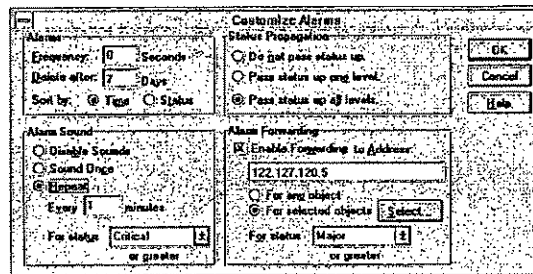 Customize Alarms
Alarms
Frequency: 0 Seconds
Delete after: 7 Days
Sort by: Time Status
Status Propagation
Do not pass status up.
Pass status up one level.
Pass status up all levels.
OK
Cancel
Help
Alarm Sound
Disable Sounds
Sound Once
Repeat
Every 1 minutes
For status Critical
or greater
Alarm Forwarding
Enable Forwarding to Address:
122.127.120.5
For any object
For selected objects Select...
For status Major
or greater